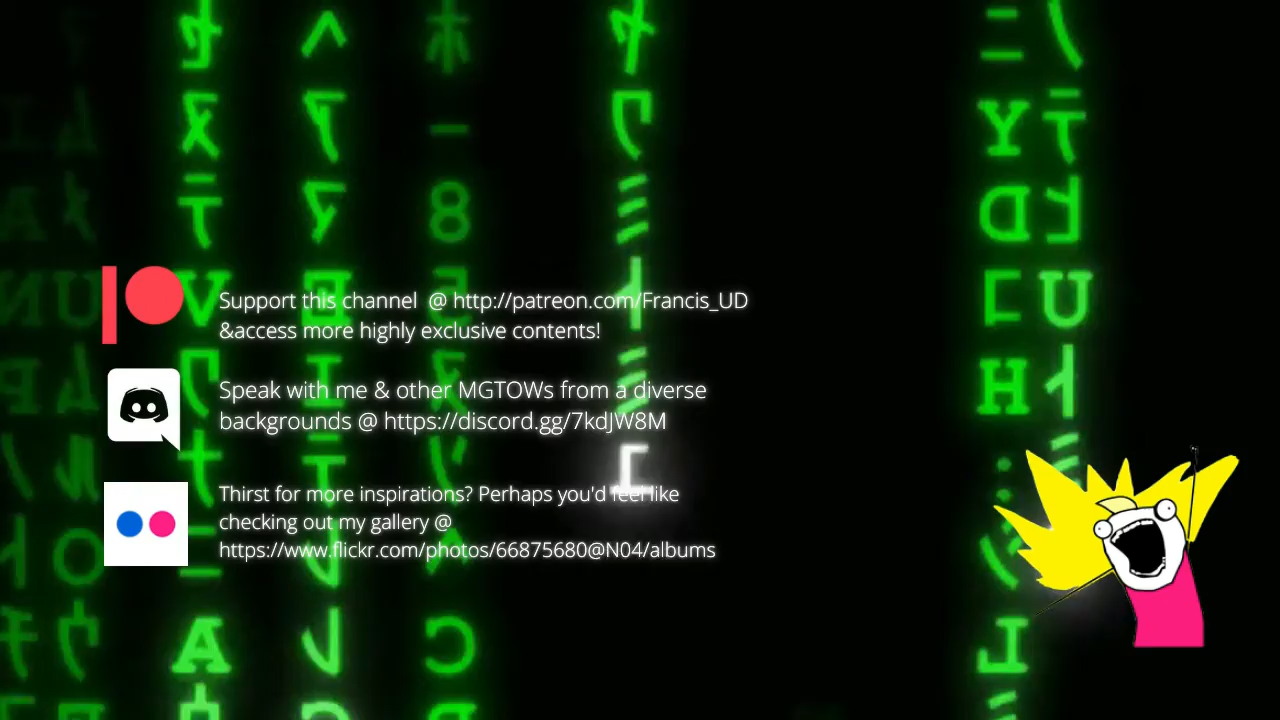 Support this channel @ http://patreon.com/Francis_UD
&access more highly exclusive contents!
Speak with me & other MGTOWs from a diverse
backgrounds @ https://discord.gg/7kdJW8M
Thirst for more inspirations? Perhaps you'd feel like
checking out my gallery @
https://www.flickr.com/photos/66875680@N04/albums